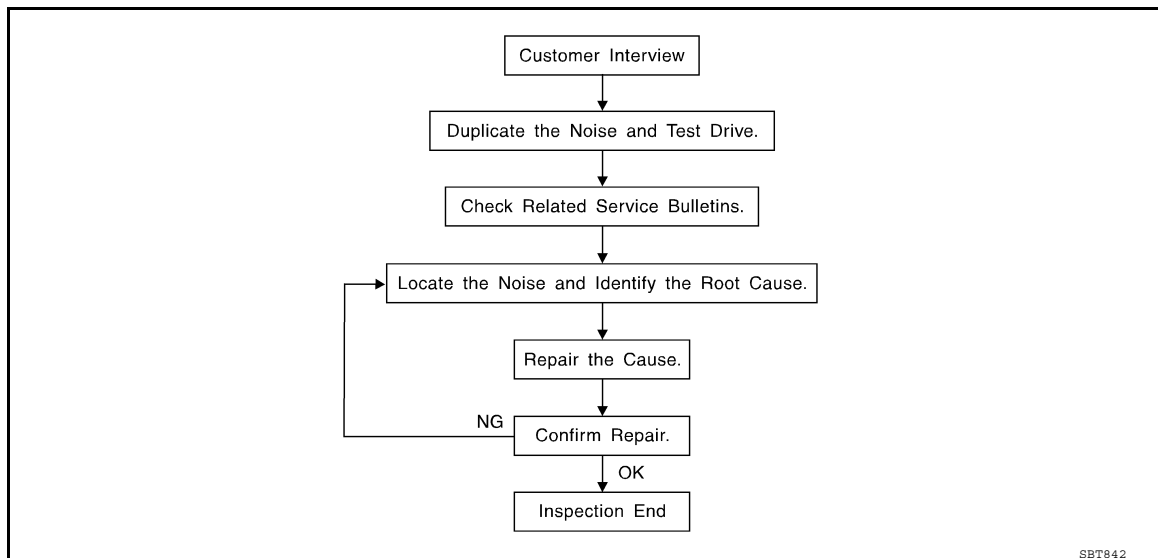 Customer Interview
Duplicate the Noise and Test Drive.
Check Related Service Bulletins.
Locate the Noise and Identify the Root Cause.
Repair the Cause.
NG
Confirm Repair.
OK
Inspection End
SBT842